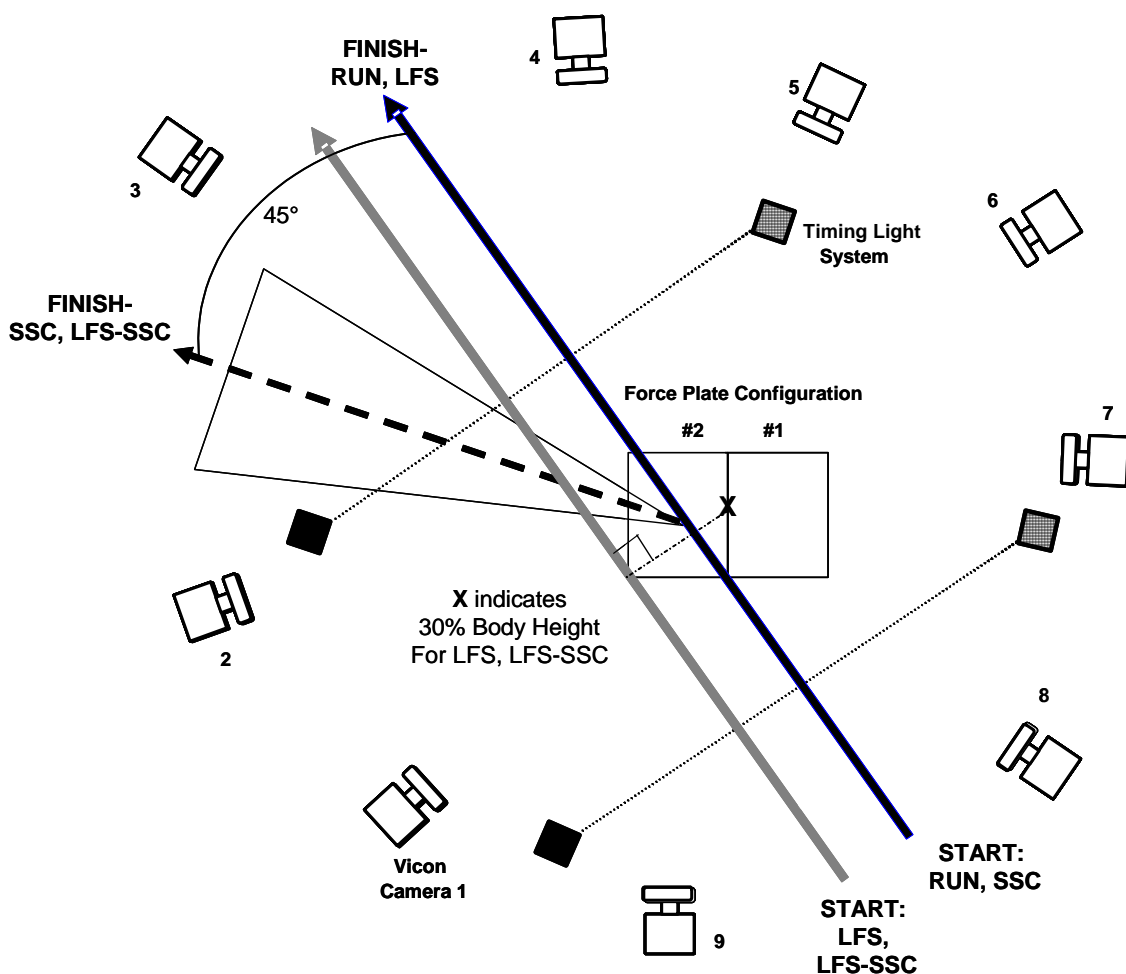 FINISH-
RUN, LFS
4
5
3
6
45°
Timing Light
System
FINISH-
SSC, LFS-SSC
Force Plate Configuration
#2
#1
7
X
X indicates
30% Body Height
For LFS, LFS-SSC
2
8
Vicon
Camera 1
START:
RUN, SSC
START:
LFS,
LFS-SSC
9